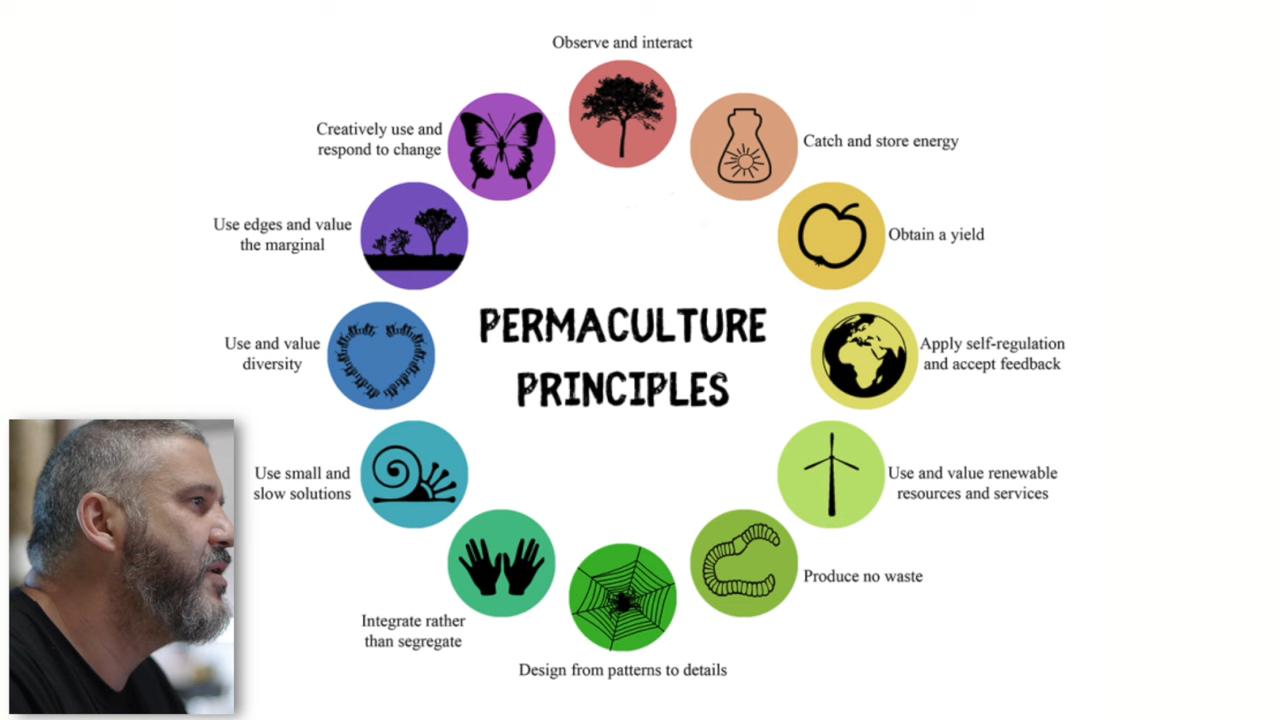 Observe and interact
Catch and store energy
Obtain a yield
Apply self-regulation
and accept feedback
Use and value renewable
resources and services
Produce no waste
Design from patterns to details
Integrate rather
than segregate
Use small and
slow solutions
Use and value
diversity
Use edges and value
the marginal
Creatively use and
respond to change
PERMACULTURE
PRINCIPLES